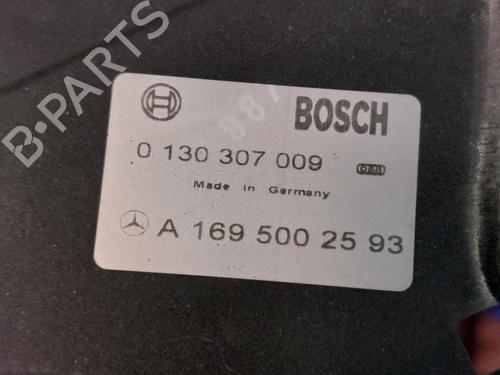 B-PARTS
BOSCH
0 130 307 009
Made in Germany
A 169 500 25 93